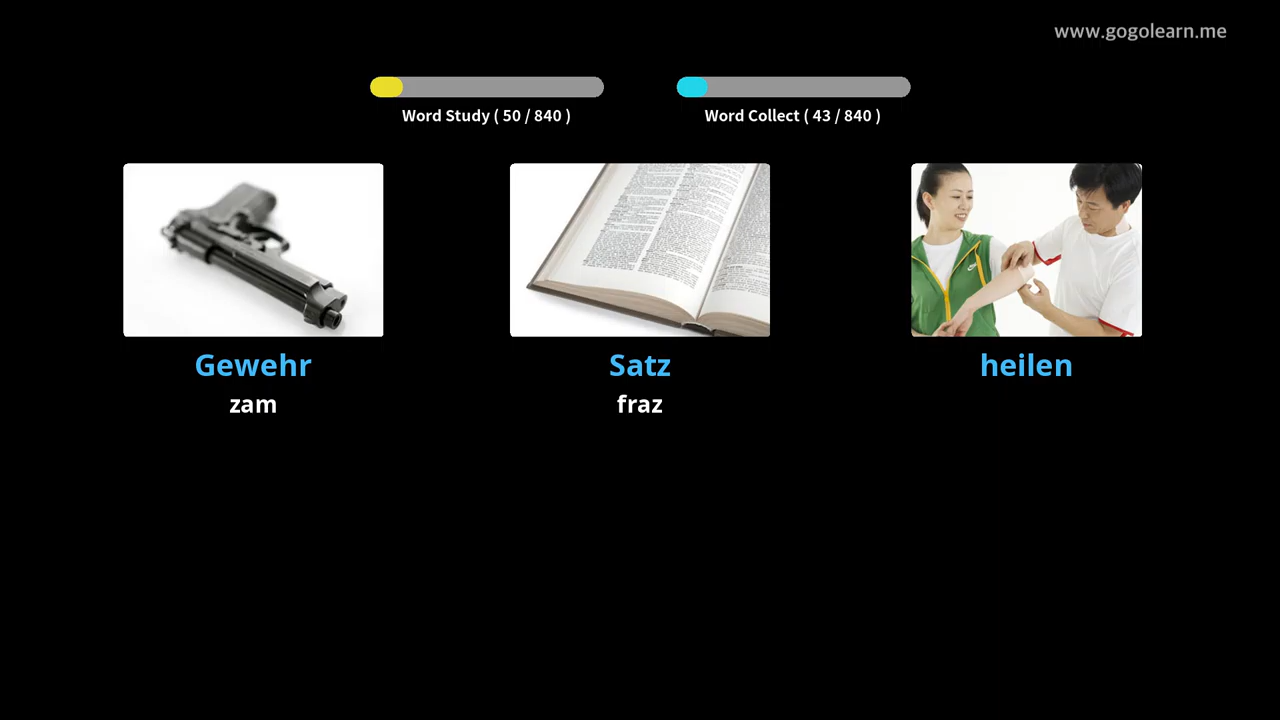 www.gogolearn.me
Word Study ( 50 / 840 )
Word Collect ( 43 / 840 )
Gewehr
Satz
heilen
zam
fraz